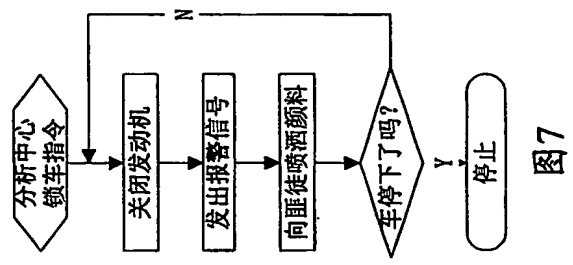 分析中心
锁车指令
关闭发动机
发出报警信号
向匪徒喷洒颜料
车停下了吗?
N
Y
停止
图7